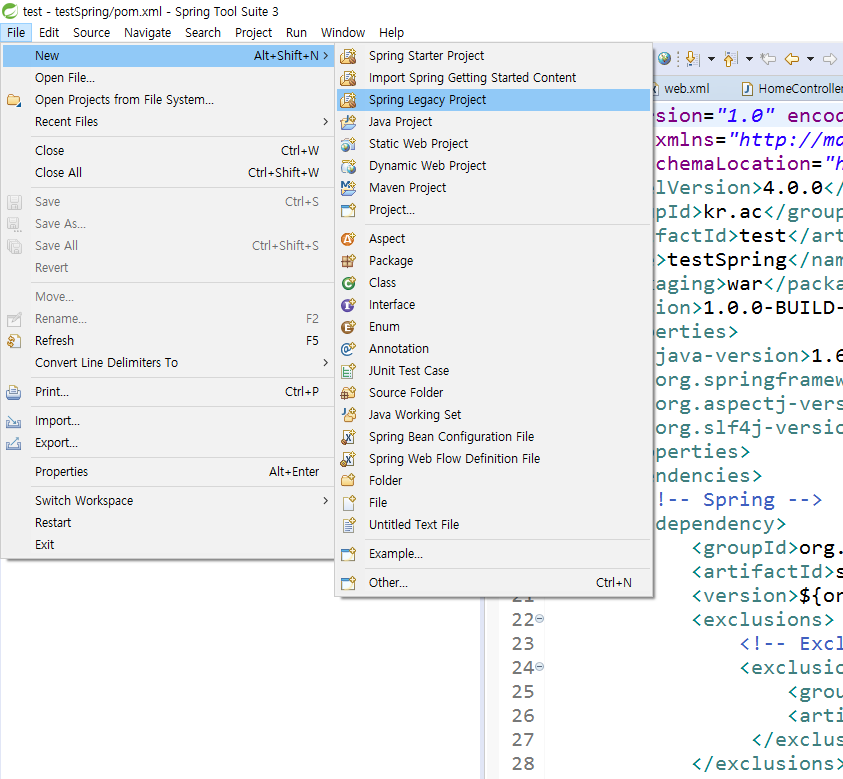 test - testSpring/pom.xml - Spring Tool Suite 3
File Edit Source Navigate Search Project Run Window Help
New Alt+Shift+N
Open File...
Open Projects from File System...
Recent Files
Close Ctrl+W
Close All Ctrl+Shift+W
Save Ctrl+S
Save As...
Save All Ctrl+Shift+S
Revert
Move...
Rename... F2
Refresh F5
Convert Line Delimiters To
Print... Ctrl+P
Import...
Export...
Properties Alt+Enter
Switch Workspace
Restart
Exit
Spring Starter Project
Import Spring Getting Started Content
Spring Legacy Project
Java Project
Static Web Project
Dynamic Web Project
Maven Project
Project...
Aspect
Package
Class
Interface
Enum
Annotation
JUnit Test Case
Source Folder
Java Working Set
Spring Bean Configuration File
Spring Web Flow Definition File
Folder
File
Untitled Text File
Example...
Other... Ctrl+N
web.xml HomeController
sion="1.0" encod
xmlns="http://ma
chemaLocation="h
lVersion>4.0.0</
pId>kr.ac</group
factId>test</art
>testSpring</nam
aging>war</packa
ion>1.0.0-BUILD-
perties>
java-version>1.6
org.springframew
org.aspectj-vers
org.slf4j-versio
operties>
ndencies>
!-- Spring -->
dependency>
<groupId>org.
<artifactId>s
21 <version>${or
22 <exclusions>
23 <!-- Excl
24 <exclusio
25 <grou
26 <arti
27 </exclus
28 </exclusions>